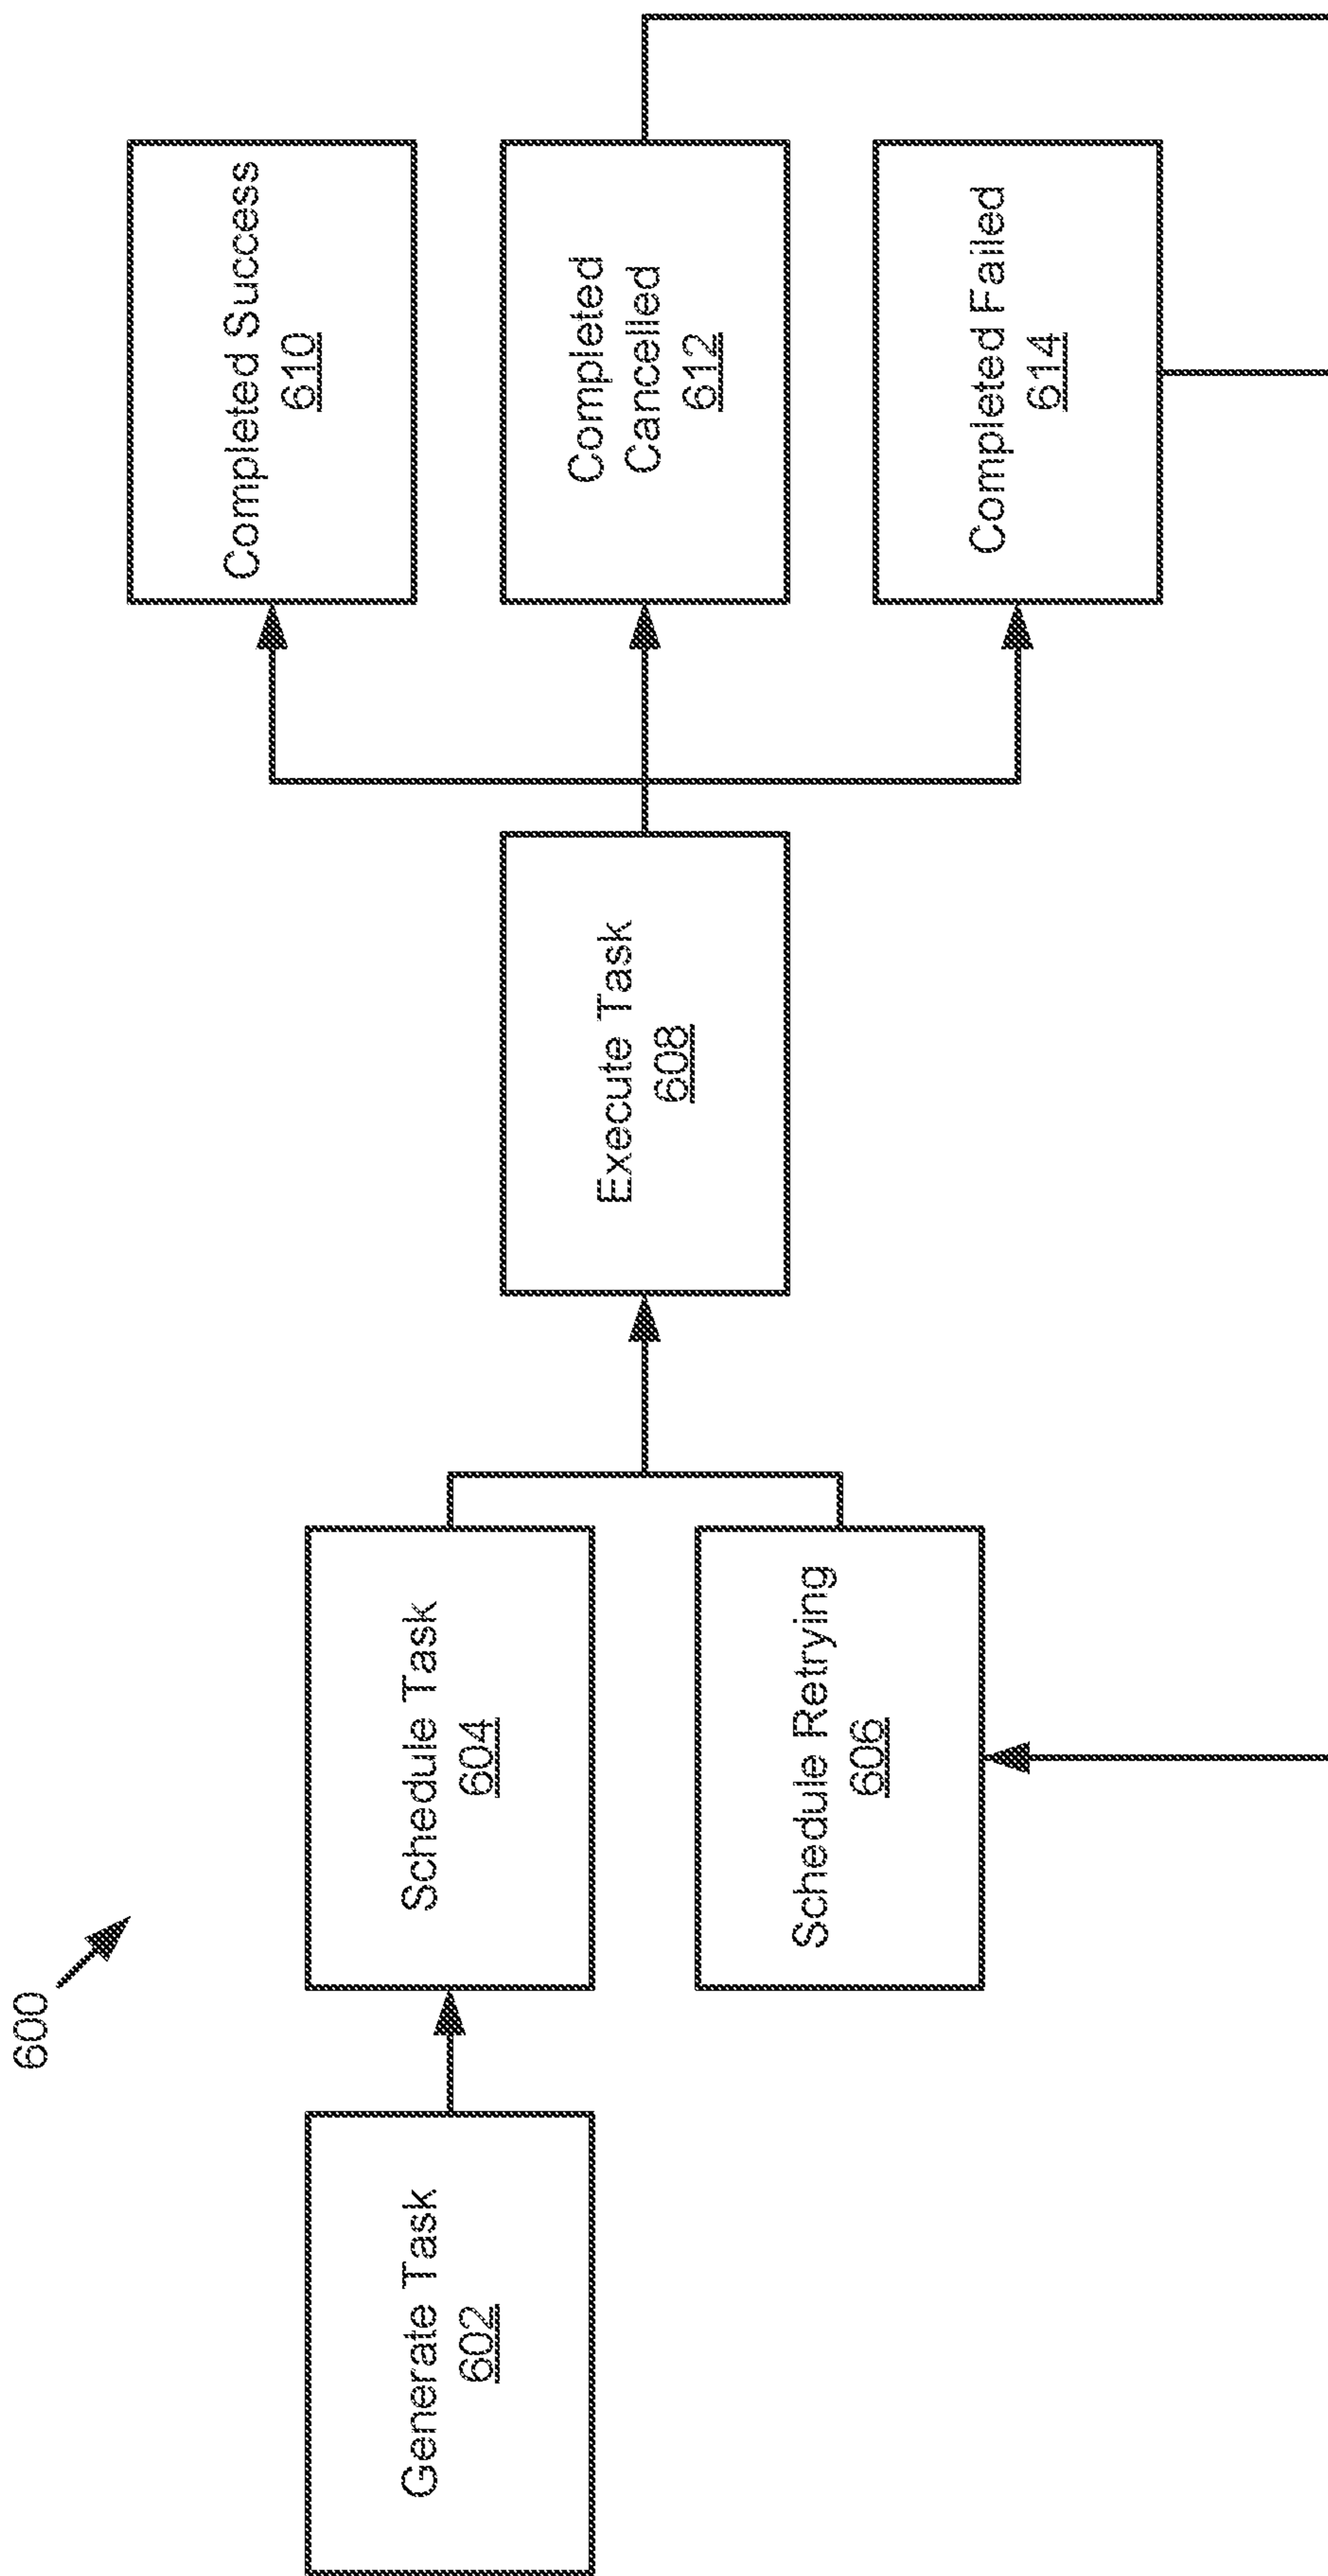 600
Generate Task
602
Schedule Task
604
Schedule Retrying
606
Execute Task
608
Completed Success
610
Completed
Cancelled
612
Completed Failed
614